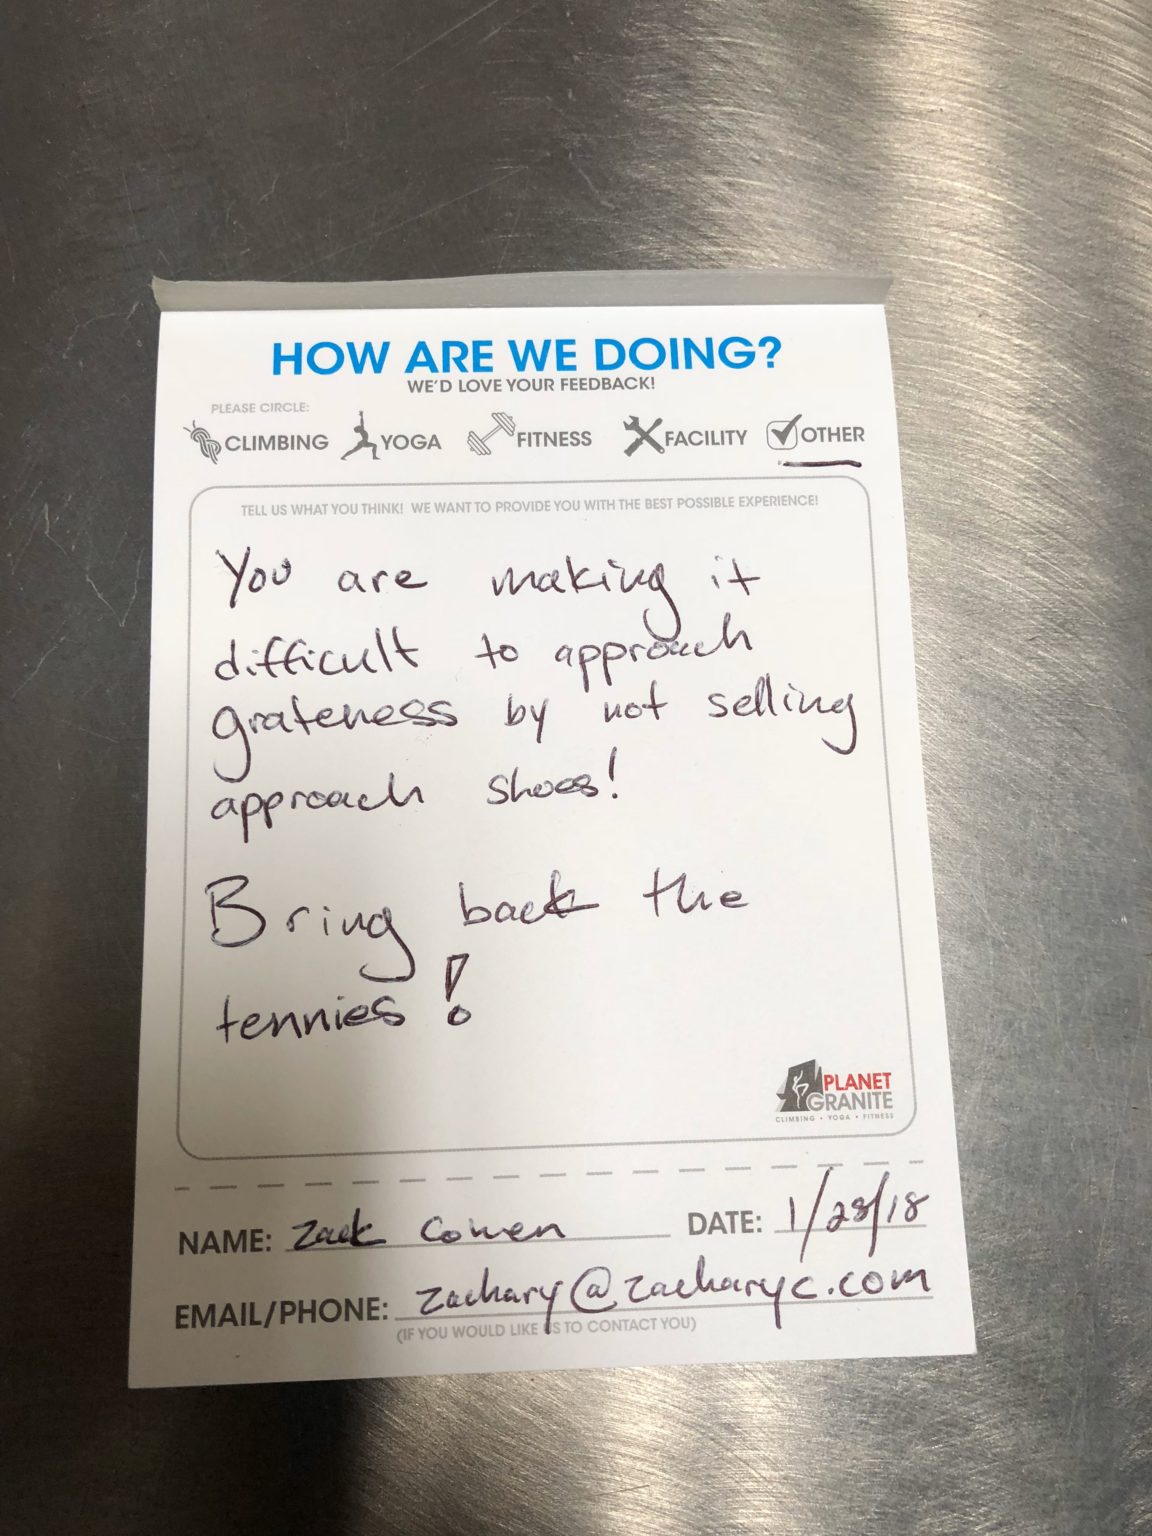 HOW ARE WE DOING?
WE'D LOVE YOUR FEEDBACK!
PLEASE CIRCLE:
CLIMBING YOGA FITNESS FACILITY OTHER
TELL US WHAT YOU THINK! WE WANT TO PROVIDE YOU WITH THE BEST POSSIBLE EXPERIENCE!
You are making it
difficult to approach
grateness by not selling
approach shoes!
Bring back the
tennies!
PLANET
GRANITE
CLIMBING • YOGA • FITNESS
NAME: Zack Cowen DATE: 1/28/18
EMAIL/PHONE: zachary@zacharyc.com
(IF YOU WOULD LIKE US TO CONTACT YOU)